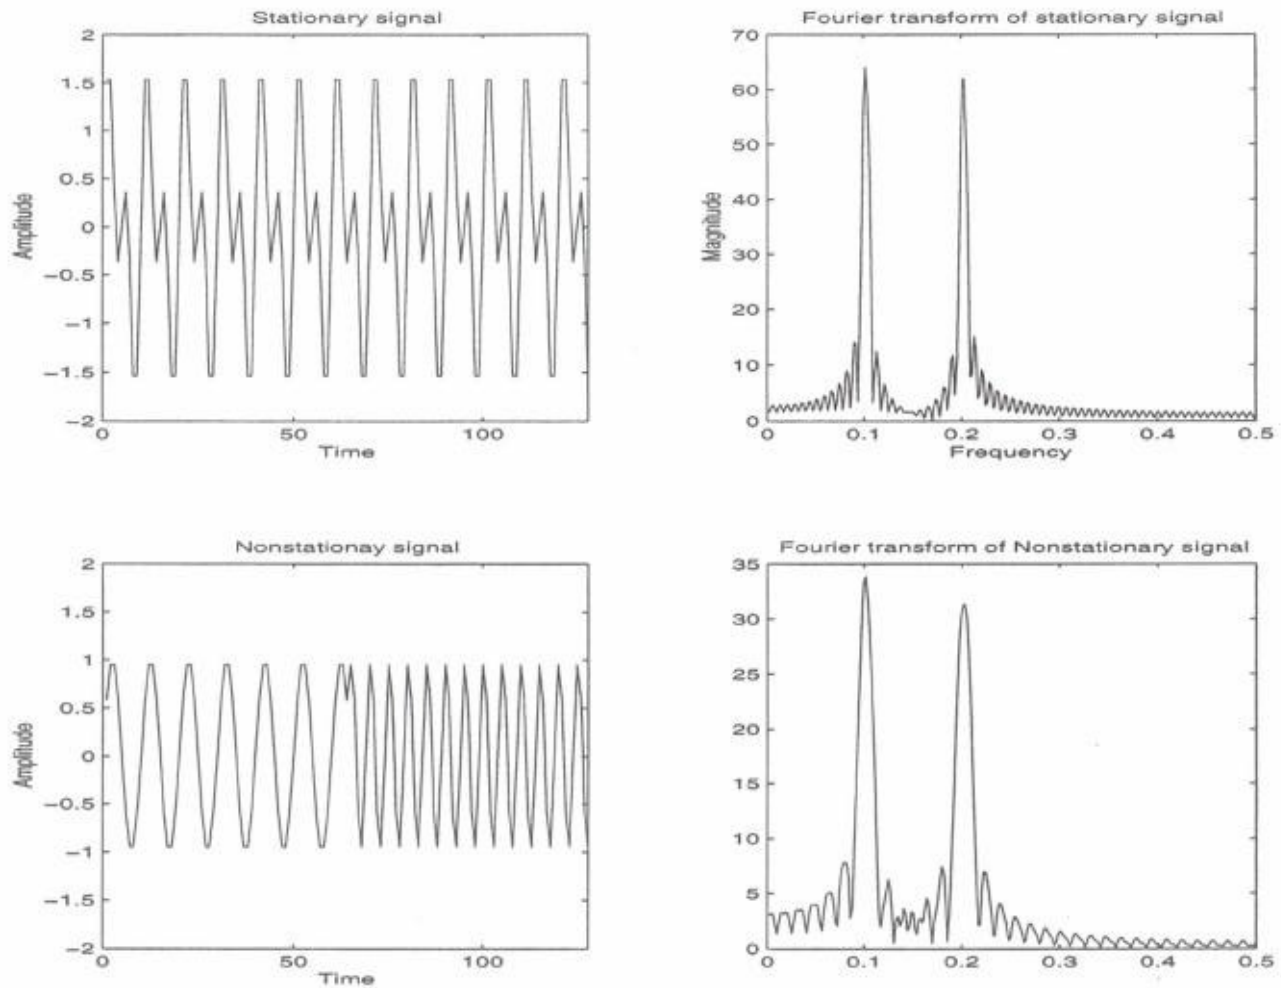 Stationary signal
2
1.5
1
0.5
0
−0.5
−1
−1.5
−2
Amplitude
0 50 100
Time
Fourier transform of stationary signal
70
60
50
40
30
20
10
0
Magnitude
0 0.1 0.2 0.3 0.4 0.5
Frequency
Nonstationay signal
2
1.5
1
0.5
0
−0.5
−1
−1.5
−2
Amplitude
0 50 100
Time
Fourier transform of Nonstationary signal
35
30
25
20
15
10
5
0
0 0.1 0.2 0.3 0.4 0.5